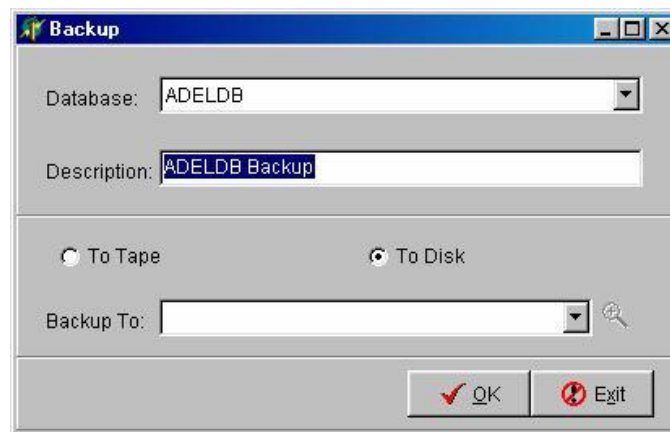 Backup
Database: ADELDB
Description: ADELDB Backup
To Tape To Disk
Backup To:
OK Exit